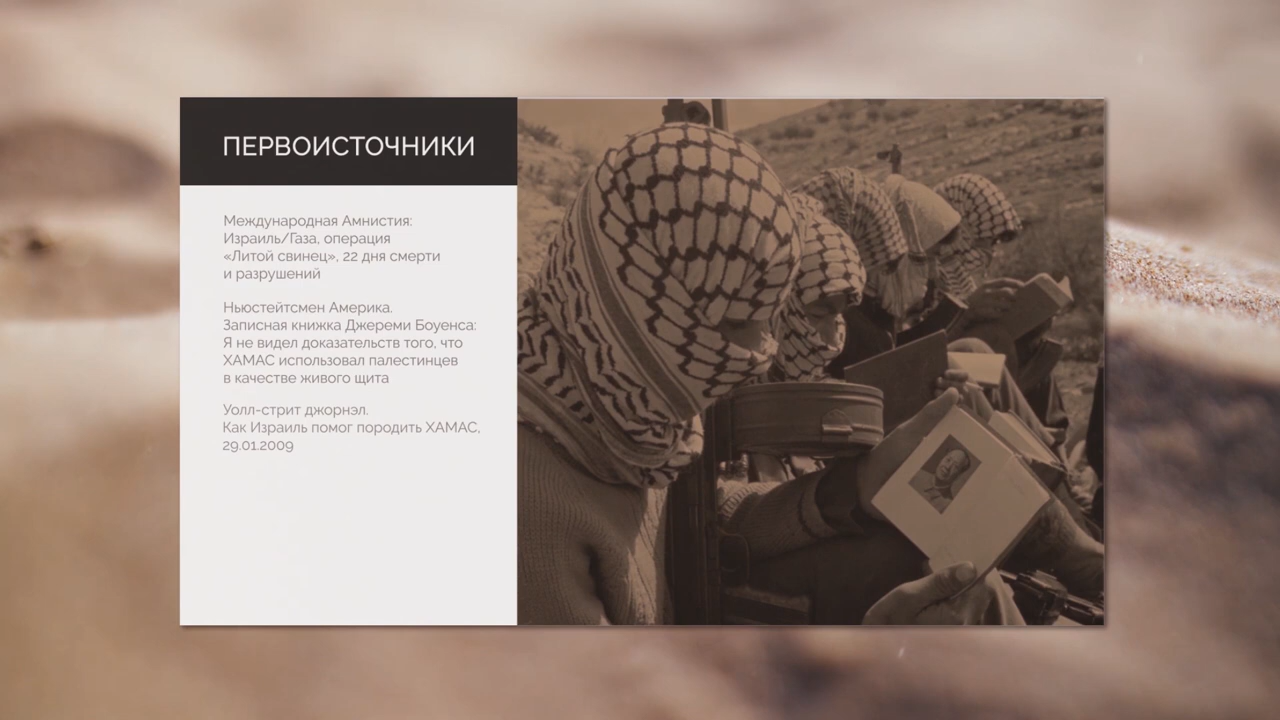 ПЕРВОИСТОЧНИКИ
Международная Амнистия:
Израиль/Газа, операция
«Литой свинец», 22 дня смерти
и разрушений
Ньюстейтсмен Америка.
Записная книжка Джереми Боуенса:
Я не видел доказательств того, что
ХАМАС использовал палестинцев
в качестве живого щита
Уолл-стрит джорнэл.
Как Израиль помог породить ХАМАС,
29.01.2009